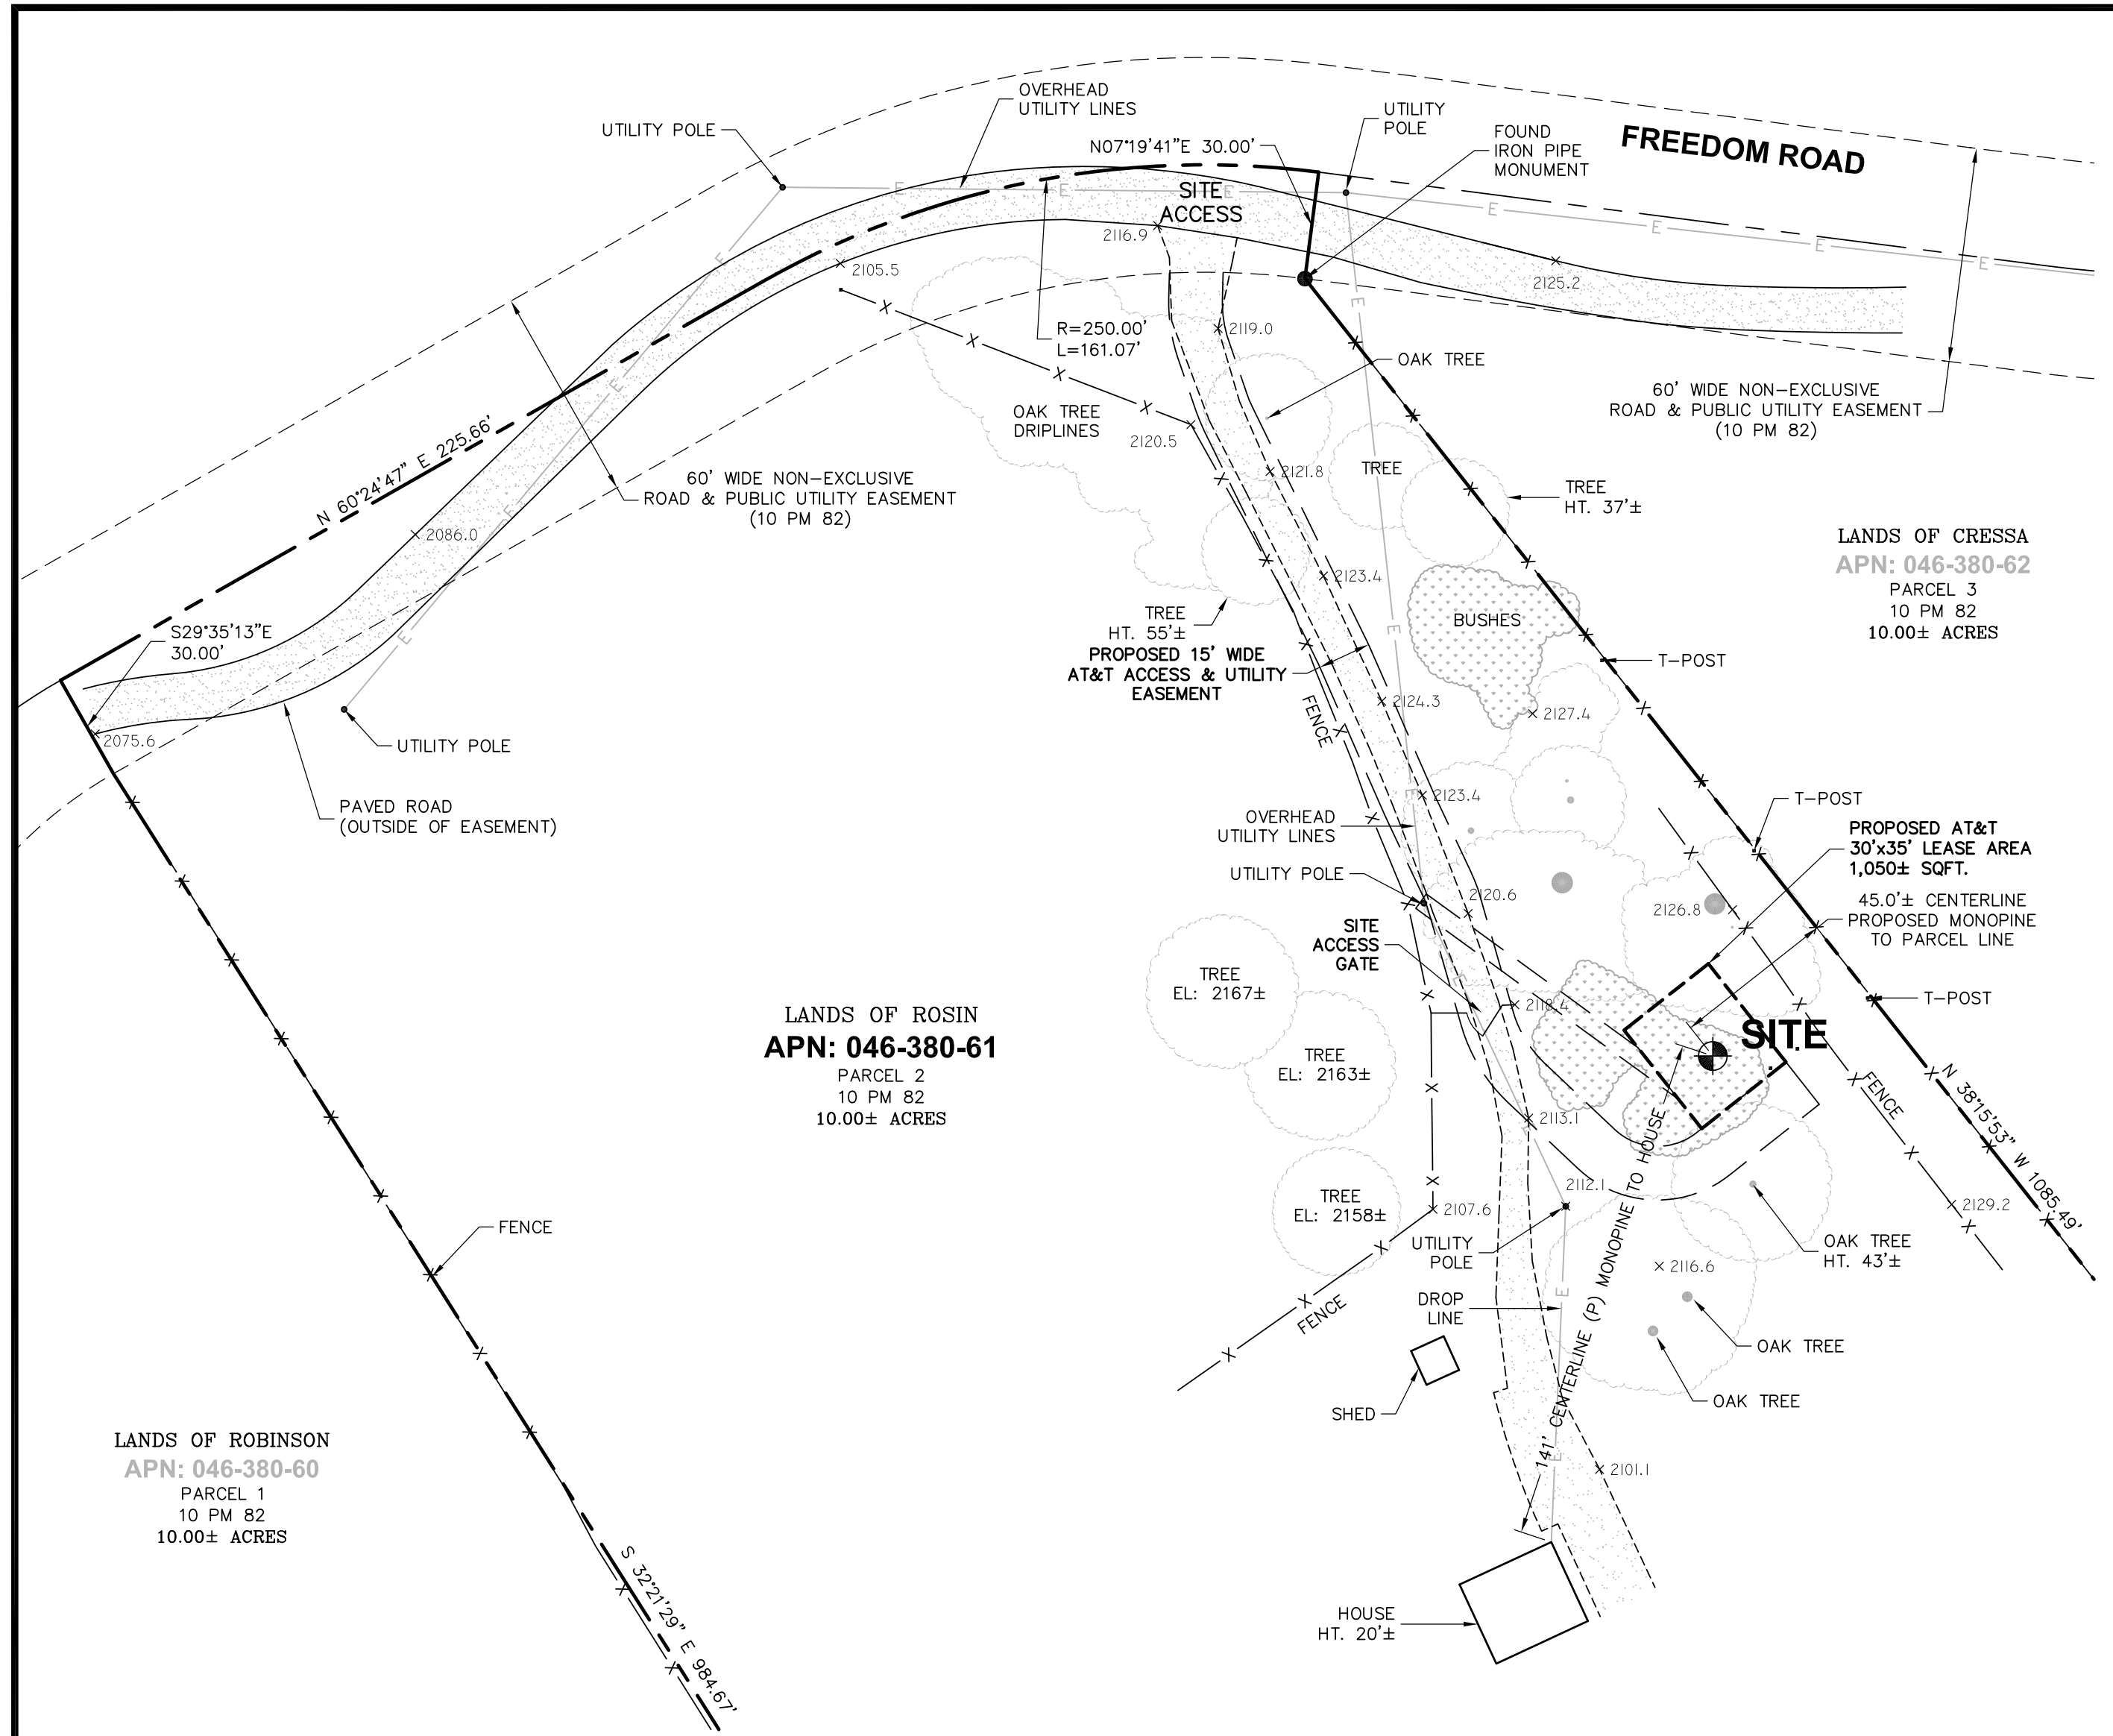 OVERHEAD
UTILITY LINES
UTILITY POLE
UTILITY
POLE
N07°19'41"E 30.00'
FOUND
IRON PIPE
MONUMENT
FREEDOM ROAD
SITE
ACCESS
2116.9
2105.5
2125.2
R=250.00'
L=161.07'
2119.0
OAK TREE
60' WIDE NON-EXCLUSIVE
ROAD & PUBLIC UTILITY EASEMENT
(10 PM 82)
OAK TREE
DRIPLINES
2120.5
N 60°24'47" E 225.66'
60' WIDE NON-EXCLUSIVE
ROAD & PUBLIC UTILITY EASEMENT
(10 PM 82)
2121.8
TREE
TREE
HT. 37'±
2086.0
LANDS OF CRESSA
APN: 046-380-62
PARCEL 3
10 PM 82
10.00± ACRES
2123.4
BUSHES
TREE
HT. 55'±
PROPOSED 15' WIDE
AT&T ACCESS & UTILITY
EASEMENT
S29°35'13"E
30.00'
T-POST
2124.3
2127.4
FENCE
2075.6
UTILITY POLE
PAVED ROAD
(OUTSIDE OF EASEMENT)
2123.4
T-POST
OVERHEAD
UTILITY LINES
PROPOSED AT&T
30'x35' LEASE AREA
1,050± SQFT.
UTILITY POLE
2120.6
2126.8
45.0'± CENTERLINE
PROPOSED MONOPINE
TO PARCEL LINE
SITE
ACCESS
GATE
TREE
EL: 2167±
2118.4
T-POST
LANDS OF ROSIN
APN: 046-380-61
PARCEL 2
10 PM 82
10.00± ACRES
SITE
TREE
EL: 2163±
FENCE
N 38°15'53" W 1085.49'
2113.1
141' CENTERLINE (P) MONOPINE TO HOUSE
2112.1
TREE
EL: 2158±
2107.6
2129.2
FENCE
UTILITY
POLE
OAK TREE
HT. 43'±
2116.6
FENCE
DROP
LINE
OAK TREE
OAK TREE
SHED
2101.1
LANDS OF ROBINSON
APN: 046-380-60
PARCEL 1
10 PM 82
10.00± ACRES
S 32°21'29" E 984.67'
HOUSE
HT. 20'±